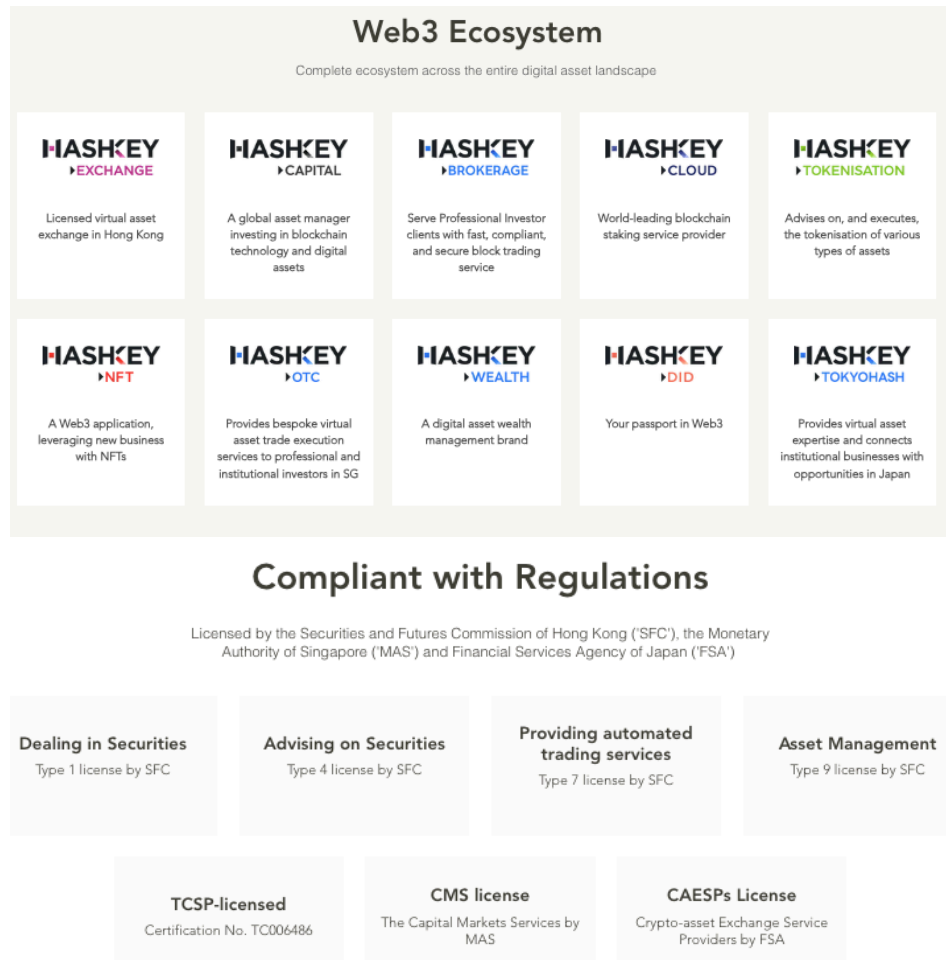 Web3 Ecosystem
Complete ecosystem across the entire digital asset landscape
HASHKEY
EXCHANGE
Licensed virtual asset
exchange in Hong Kong
HASHKEY
CAPITAL
A global asset manager
investing in blockchain
technology and digital
assets
HASHKEY
BROKERAGE
Serve Professional Investor
clients with fast, compliant,
and secure block trading
service
HASHKEY
CLOUD
World-leading blockchain
staking service provider
HASHKEY
TOKENISATION
Advises on, and executes,
the tokenisation of various
types of assets
HASHKEY
NFT
A Web3 application,
leveraging new business
with NFTs
HASHKEY
OTC
Provides bespoke virtual
asset trade execution
services to professional and
institutional investors in SG
HASHKEY
WEALTH
A digital asset wealth
management brand
HASHKEY
DID
Your passport in Web3
HASHKEY
TOKYOHASH
Provides virtual asset
expertise and connects
institutional businesses with
opportunities in Japan
Compliant with Regulations
Licensed by the Securities and Futures Commission of Hong Kong ('SFC'), the Monetary
Authority of Singapore ('MAS') and Financial Services Agency of Japan ('FSA')
Dealing in Securities
Type 1 license by SFC
Advising on Securities
Type 4 license by SFC
Providing automated
trading services
Type 7 license by SFC
Asset Management
Type 9 license by SFC
TCSP-licensed
Certification No. TC006486
CMS license
The Capital Markets Services by
MAS
CAESPs License
Crypto-asset Exchange Service
Providers by FSA